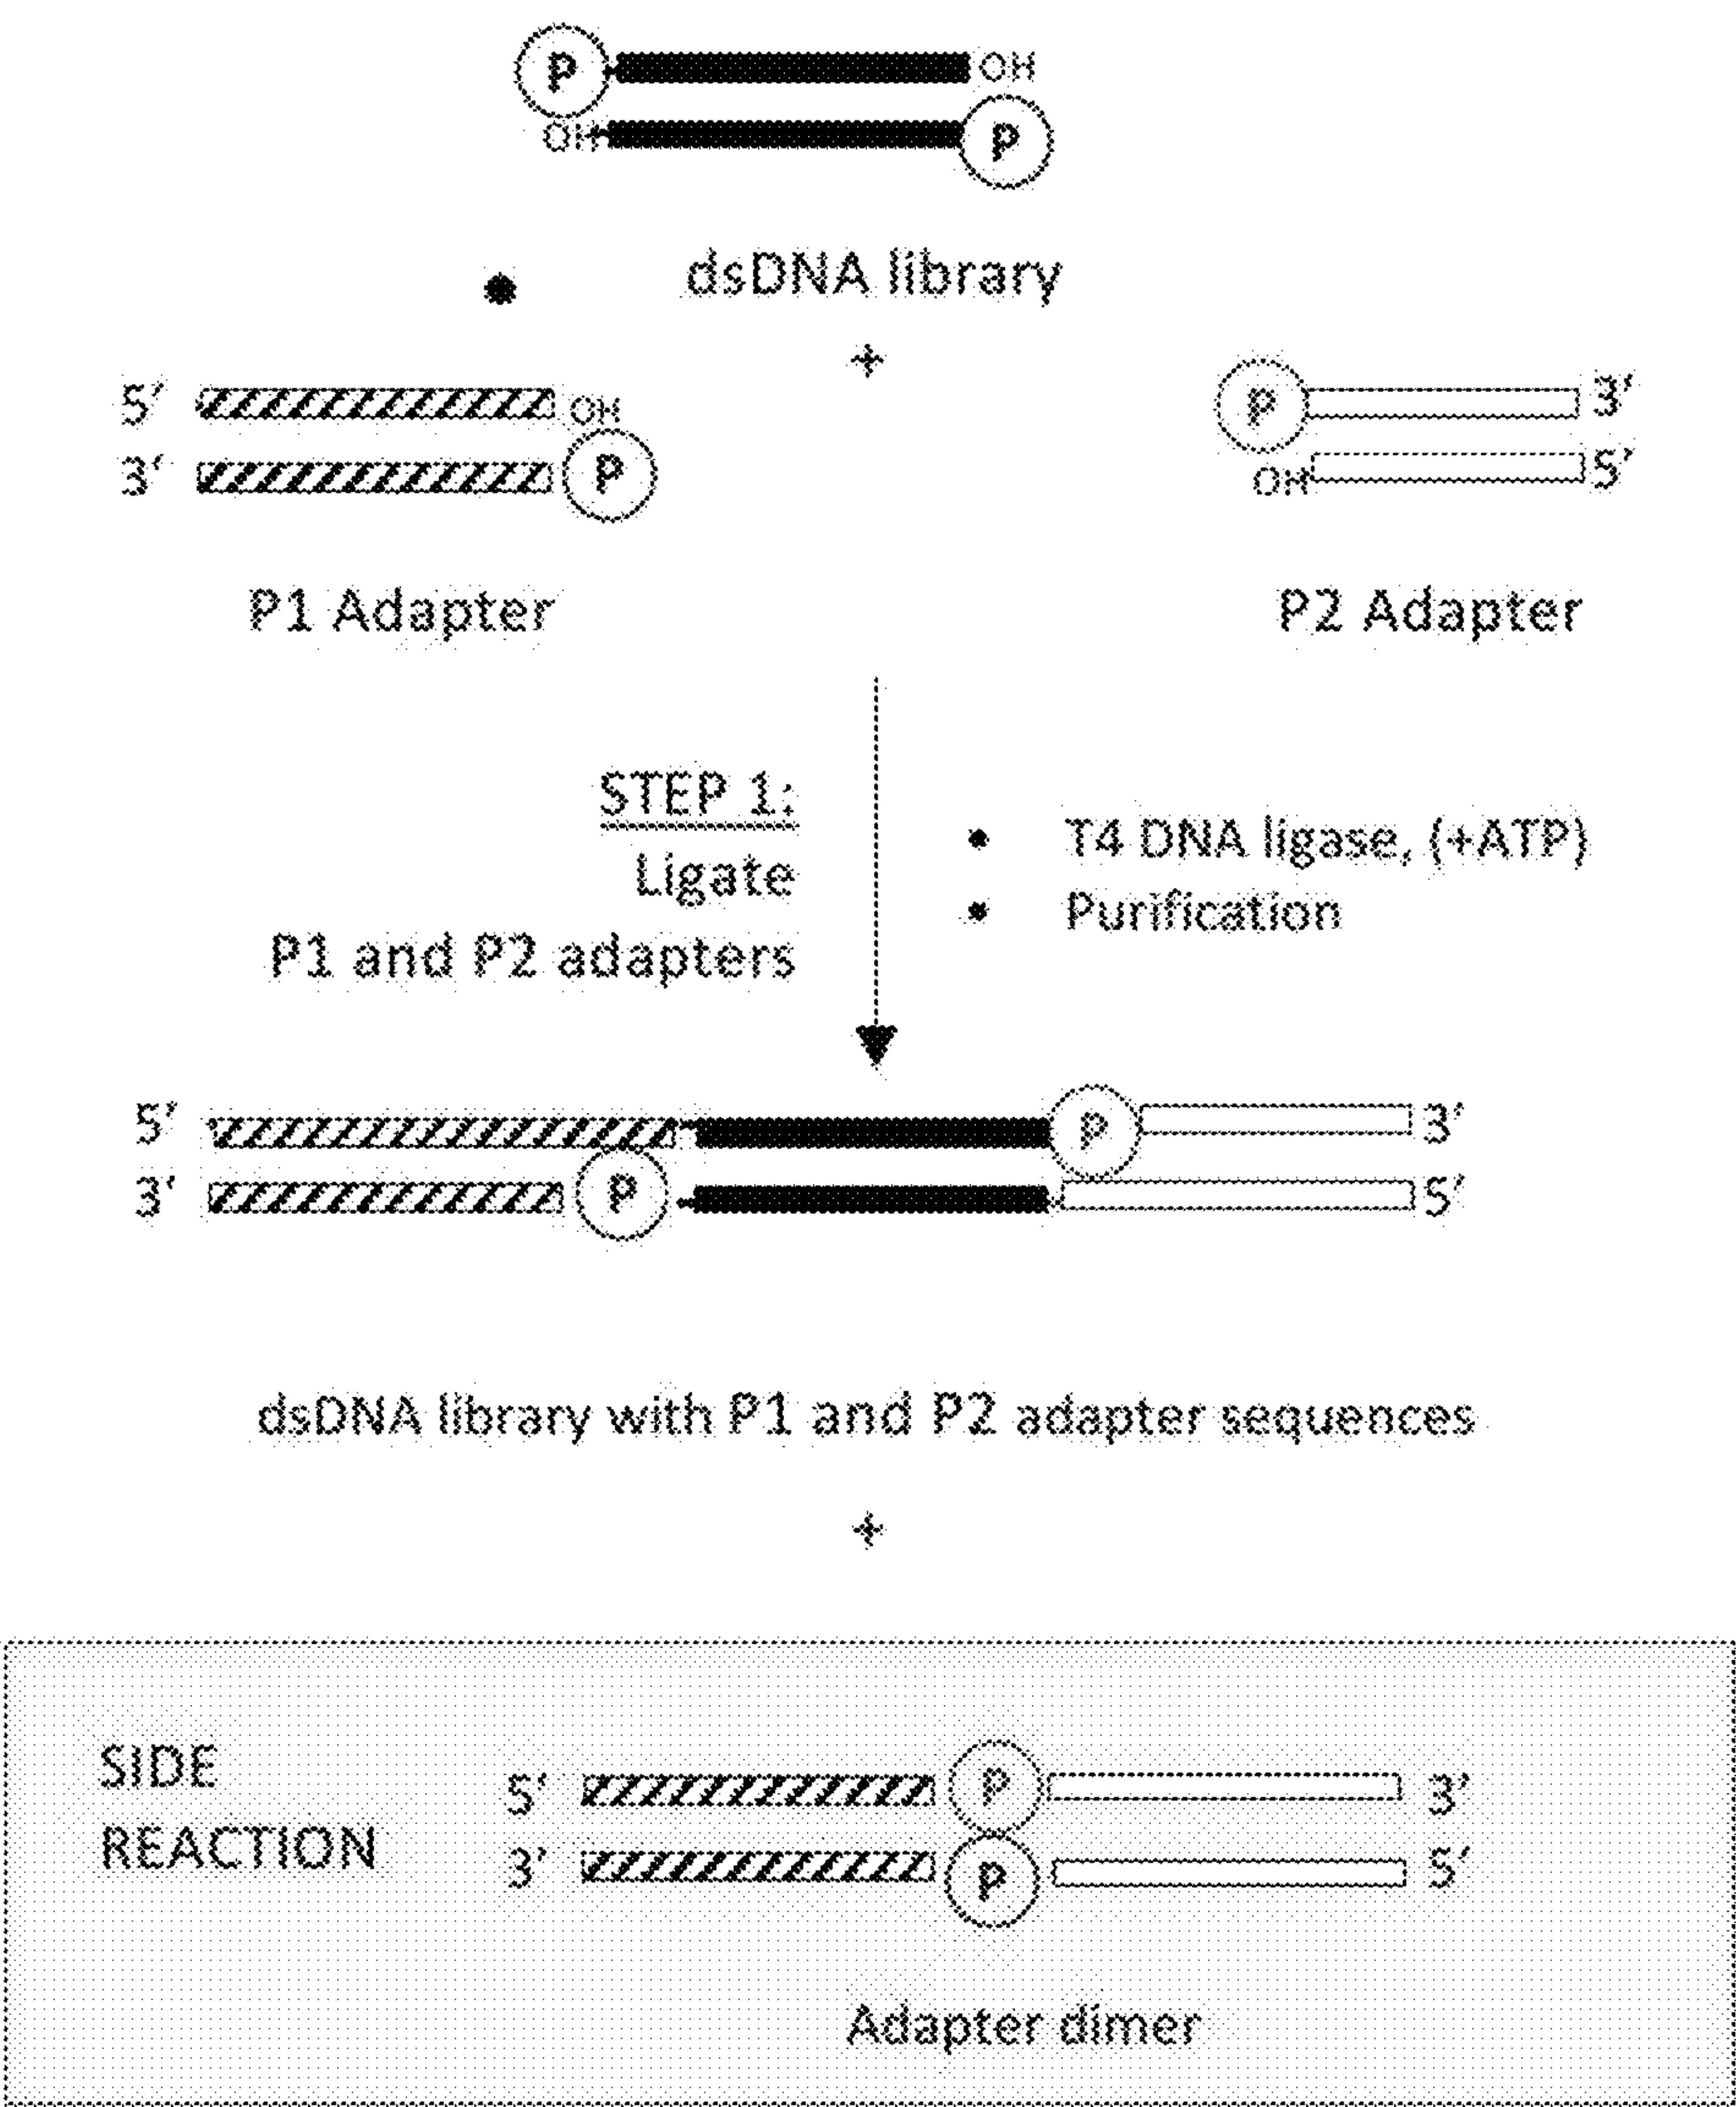 P OH
OH P
dsDNA library
+
5' OH P 3'
3' P OH 5'
P1 Adapter P2 Adapter
STEP 1:
Ligate
P1 and P2 adapters
• T4 DNA ligase, (+ATP)
• Purification
5' P 3'
3' P 5'
dsDNA library with P1 and P2 adapter sequences
+
SIDE
REACTION
5' P 3'
3' P 5'
Adapter dimer